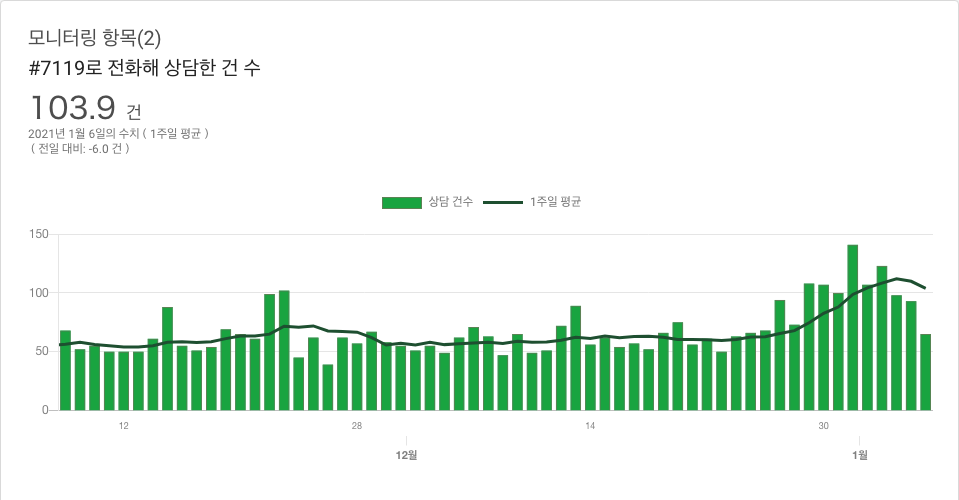 모니터링 항목(2)
#7119로 전화해 상담한 건 수
103.9 건
2021년 1월 6일의 수치 ( 1주일 평균 )
( 전일 대비: -6.0 건 )
상담 건수 1주일 평균
150
100
50
0
12 28 14 30
12월 1월